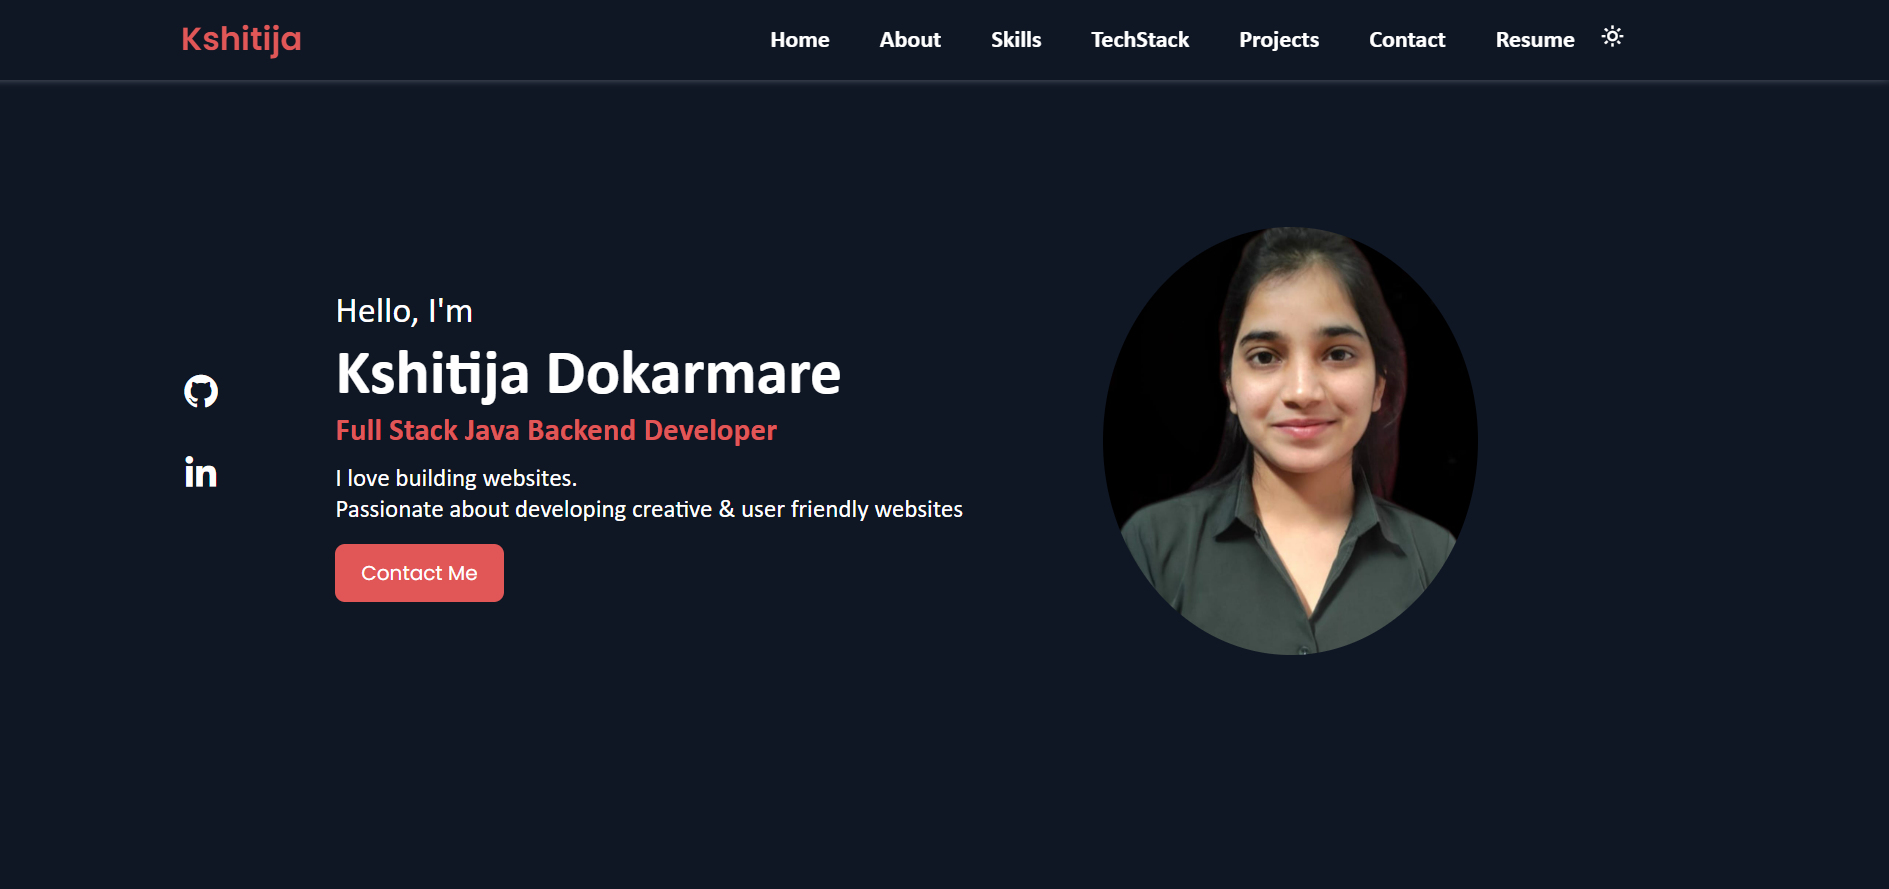 Kshitija
Home About Skills TechStack Projects Contact Resume
Hello, I'm
Kshitija Dokarmare
Full Stack Java Backend Developer
I love building websites.
Passionate about developing creative & user friendly websites
Contact Me
in